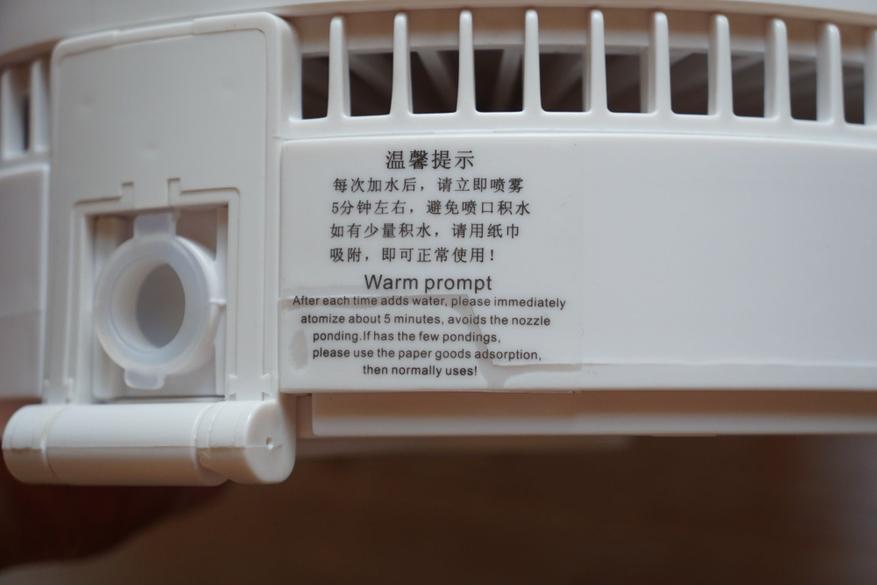 温馨提示
每次加水后，请立即喷雾
5分钟左右，避免喷口积水
如有少量积水，请用纸巾
吸附，即可正常使用！
Warm prompt
After each time adds water, please immediately
atomize about 5 minutes, avoids the nozzle
ponding.If has the few pondings,
please use the paper goods adsorption,
then normally uses!